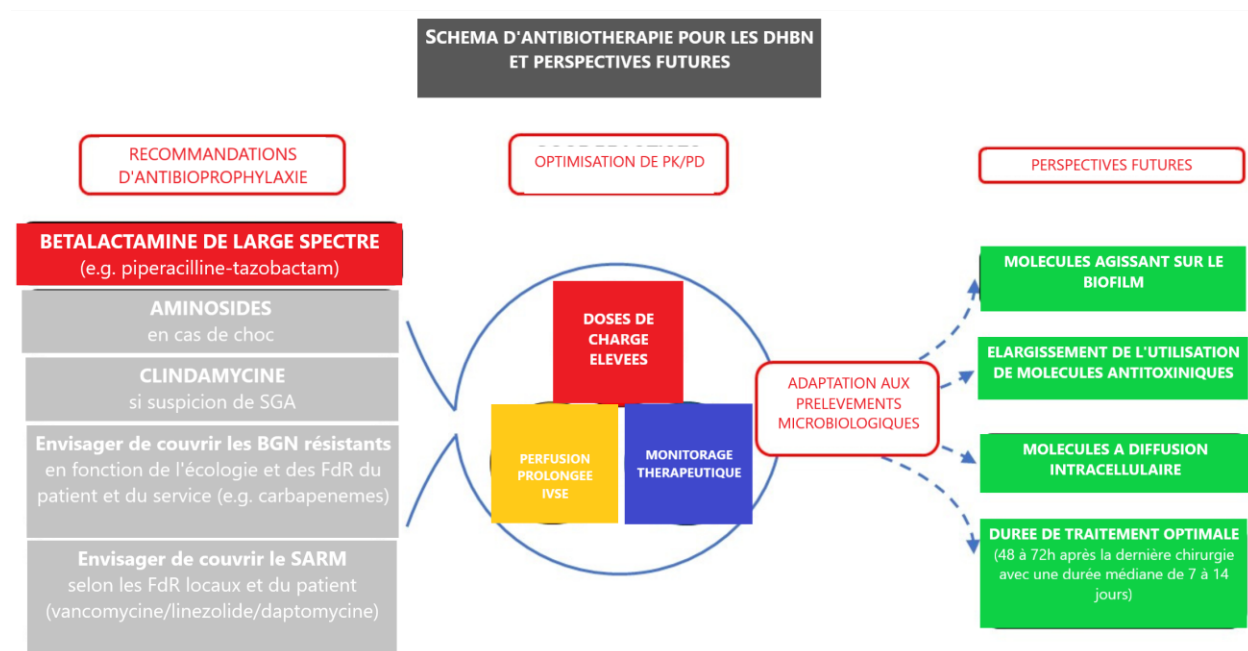 SCHEMA D'ANTIBIOTHERAPIE POUR LES DHBN
ET PERSPECTIVES FUTURES
RECOMMANDATIONS
D'ANTIBIOPROPHYLAXIE
BETALACTAMINE DE LARGE SPECTRE
(e.g. piperacilline-tazobactam)
AMINOSIDES
en cas de choc
CLINDAMYCINE
si suspicion de SGA
Envisager de couvrir les BGN résistants
en fonction de l'écologie et des FdR du
patient et du service (e.g. carbapenemes)
Envisager de couvrir le SARM
selon les FdR locaux et du patient
(vancomycine/linezolide/daptomycine)
OPTIMISATION DE PK/PD
DOSES DE
CHARGE
ELEVEES
PERFUSION
PROLONGEE
IVSE
MONITORAGE
THERAPEUTIQUE
ADAPTATION AUX
PRELEVEMENTS
MICROBIOLOGIQUES
PERSPECTIVES FUTURES
MOLECULES AGISSANT SUR LE
BIOFILM
ELARGISSEMENT DE L'UTILISATION
DE MOLECULES ANTITOXINIQUES
MOLECULES A DIFFUSION
INTRACELLULAIRE
DUREE DE TRAITEMENT OPTIMALE
(48 à 72h après la dernière chirurgie
avec une durée médiane de 7 à 14
jours)